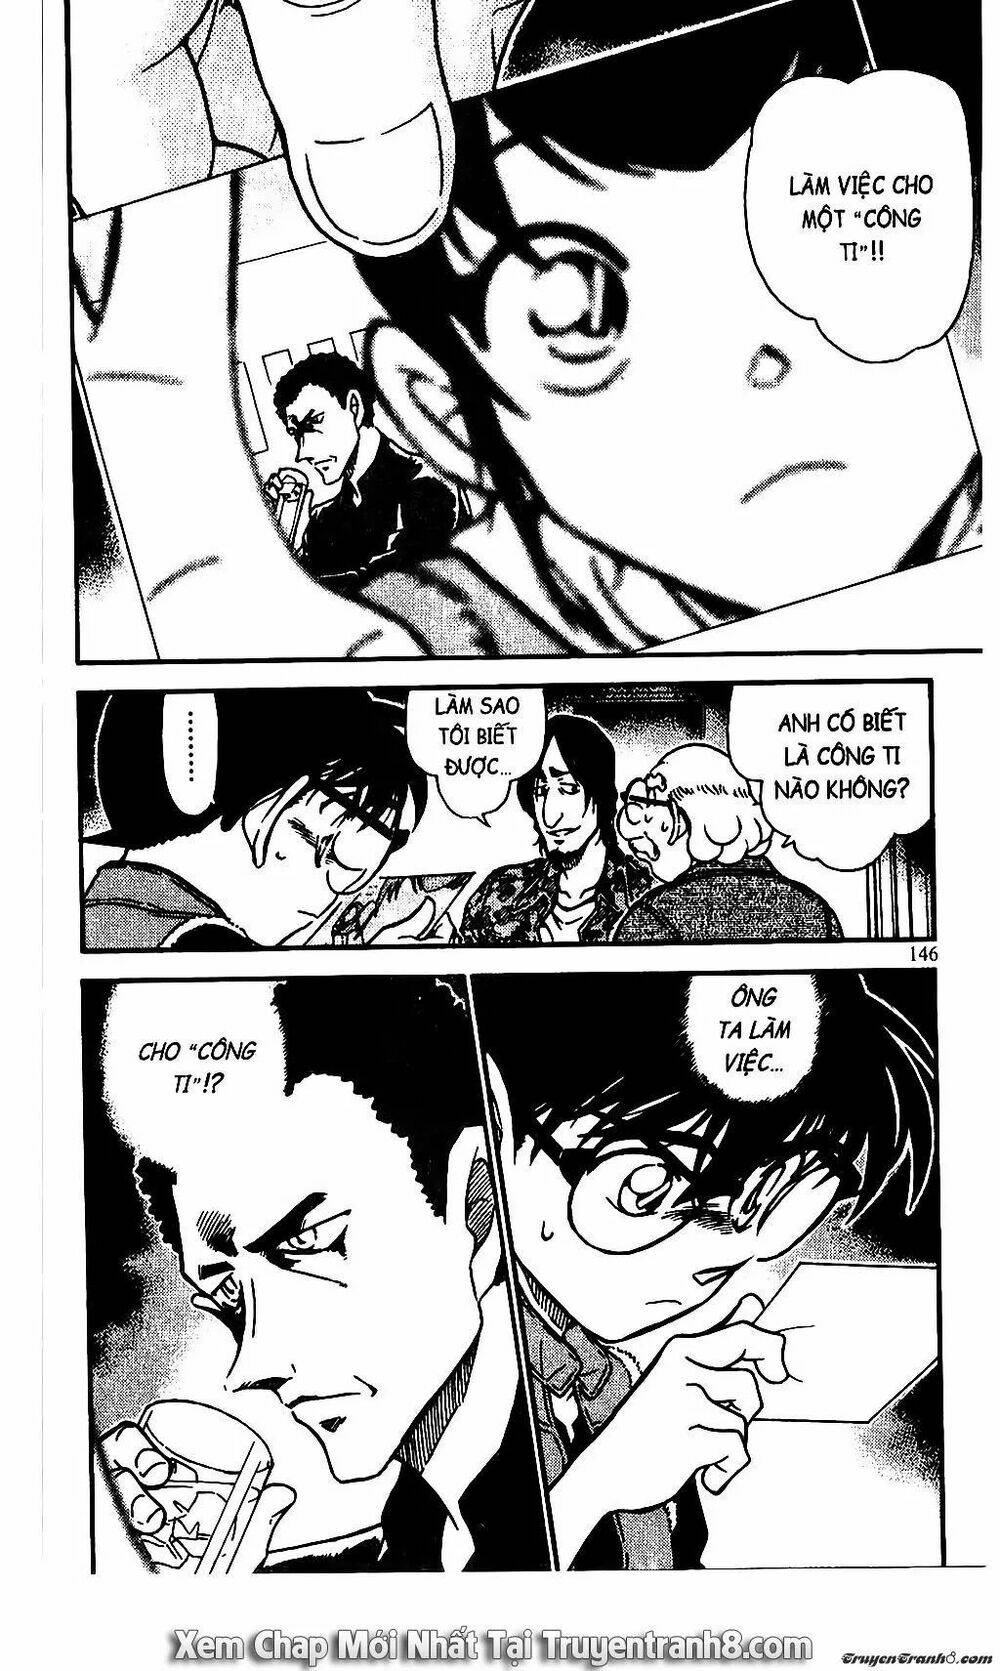 LÀM VIỆC CHO
MỘT "CÔNG
TI"!!
ANH CÓ BIẾT
LÀ CÔNG TI
NÀO KHÔNG?
LÀM SAO
TÔI BIẾT
ĐƯỢC...
.........
146
ÔNG
TA LÀM
VIỆC...
CHO "CÔNG
TI"!?
Xem Chap Mới Nhất Tại Truyentranh8.com
TruyenTranh8.com